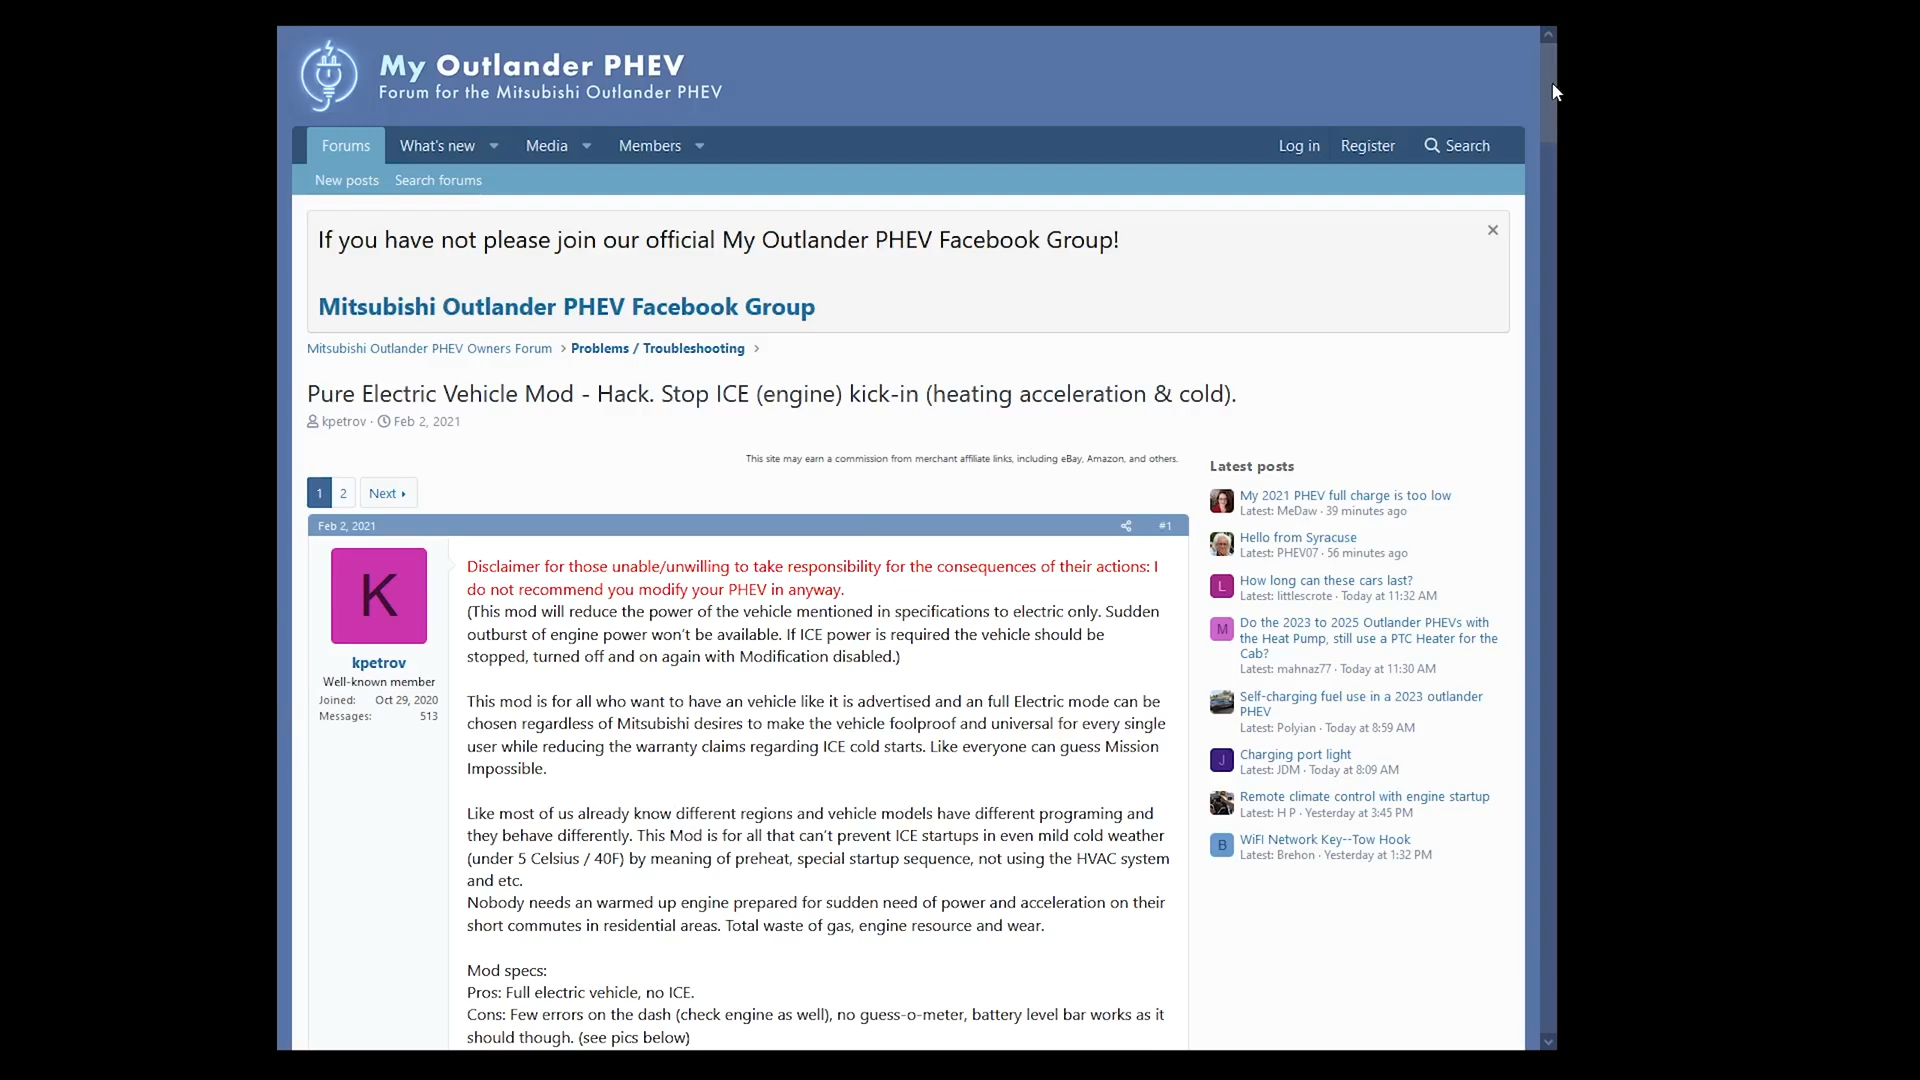 My Outlander PHEV
Forum for the Mitsubishi Outlander PHEV
Forums What's new Media Members Log in Register Search
New posts Search forums
If you have not please join our official My Outlander PHEV Facebook Group!
Mitsubishi Outlander PHEV Facebook Group
Mitsubishi Outlander PHEV Owners Forum > Problems / Troubleshooting >
Pure Electric Vehicle Mod - Hack. Stop ICE (engine) kick-in (heating acceleration & cold).
kpetrov · Feb 2, 2021
This site may earn a commission from merchant affiliate links, including eBay, Amazon, and others.
1 2 Next
Feb 2, 2021 #1
K
kpetrov
Well-known member
Joined: Oct 29, 2020
Messages: 513
Disclaimer for those unable/unwilling to take responsibility for the consequences of their actions: I
do not recommend you modify your PHEV in anyway.
(This mod will reduce the power of the vehicle mentioned in specifications to electric only. Sudden
outburst of engine power won't be available. If ICE power is required the vehicle should be
stopped, turned off and on again with Modification disabled.)
This mod is for all who want to have an vehicle like it is advertised and an full Electric mode can be
chosen regardless of Mitsubishi desires to make the vehicle foolproof and universal for every single
user while reducing the warranty claims regarding ICE cold starts. Like everyone can guess Mission
Impossible.
Like most of us already know different regions and vehicle models have different programing and
they behave differently. This Mod is for all that can't prevent ICE startups in even mild cold weather
(under 5 Celsius / 40F) by meaning of preheat, special startup sequence, not using the HVAC system
and etc.
Nobody needs an warmed up engine prepared for sudden need of power and acceleration on their
short commutes in residential areas. Total waste of gas, engine resource and wear.
Mod specs:
Pros: Full electric vehicle, no ICE.
Cons: Few errors on the dash (check engine as well), no guess-o-meter, battery level bar works as it
should though. (see pics below)
Latest posts
My 2021 PHEV full charge is too low
Latest: MeDaw · 39 minutes ago
Hello from Syracuse
Latest: PHEV07 · 56 minutes ago
L
How long can these cars last?
Latest: littlescrote · Today at 11:32 AM
M
Do the 2023 to 2025 Outlander PHEVs with
the Heat Pump, still use a PTC Heater for the
Cab?
Latest: mahnaz77 · Today at 11:30 AM
Self-charging fuel use in a 2023 outlander
PHEV
Latest: Polyian · Today at 8:59 AM
J
Charging port light
Latest: JDM · Today at 8:09 AM
Remote climate control with engine startup
Latest: H P · Yesterday at 3:45 PM
B
WiFI Network Key--Tow Hook
Latest: Brehon · Yesterday at 1:32 PM